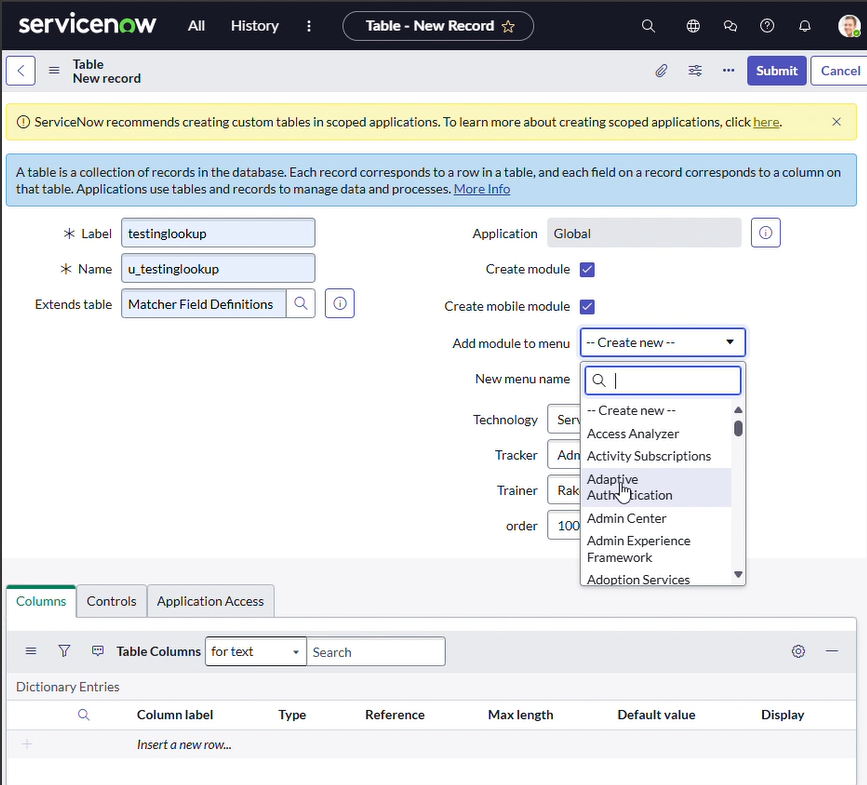 servicenow All History Table - New Record
Table
New record
Submit Cancel
ServiceNow recommends creating custom tables in scoped applications. To learn more about creating scoped applications, click here.
A table is a collection of records in the database. Each record corresponds to a row in a table, and each field on a record corresponds to a column on
that table. Applications use tables and records to manage data and processes. More Info
Label testinglookup
Application Global
Name u_testinglookup
Create module
Extends table Matcher Field Definitions
Create mobile module
Add module to menu -- Create new --
New menu name
-- Create new --
Access Analyzer
Activity Subscriptions
Adaptive
Authentication
Admin Center
Admin Experience
Framework
Adoption Services
Technology Serv
Tracker Adm
Trainer Rak
order 100
Columns Controls Application Access
Table Columns for text Search
Dictionary Entries
Column label Type Reference Max length Default value Display
Insert a new row...